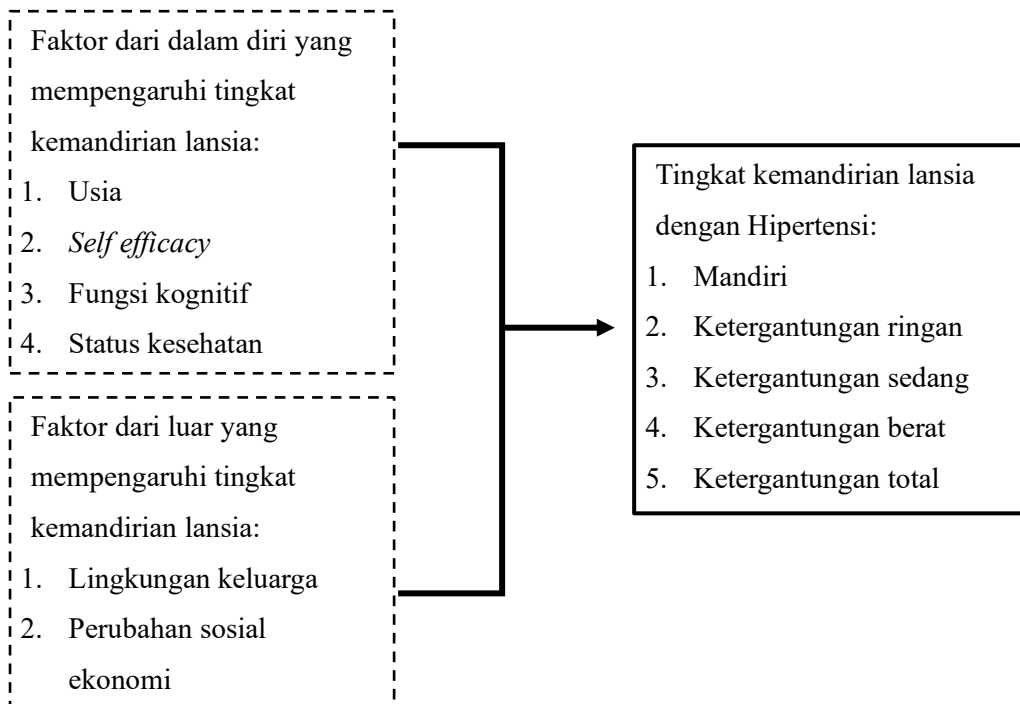 Faktor dari dalam diri yang
mempengaruhi tingkat
kemandirian lansia:
1. Usia
2. Self efficacy
3. Fungsi kognitif
4. Status kesehatan
Faktor dari luar yang
mempengaruhi tingkat
kemandirian lansia:
1. Lingkungan keluarga
2. Perubahan sosial
ekonomi
Tingkat kemandirian lansia
dengan Hipertensi:
1. Mandiri
2. Ketergantungan ringan
3. Ketergantungan sedang
4. Ketergantungan berat
5. Ketergantungan total